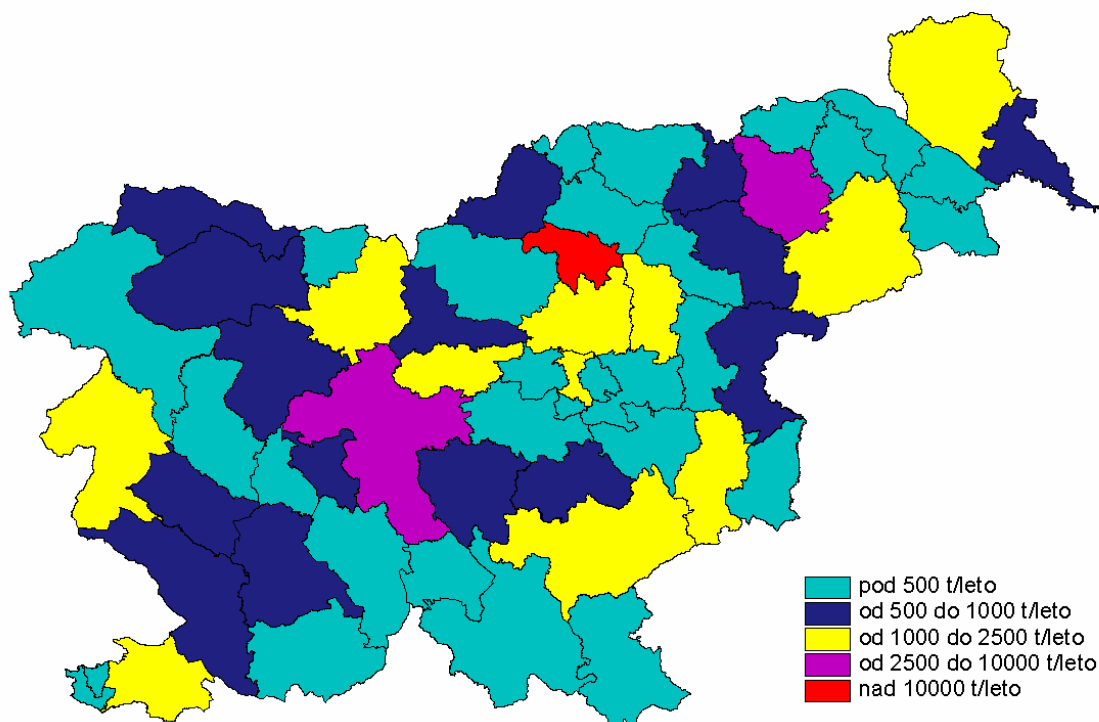 pod 500 t/leto
od 500 do 1000 t/leto
od 1000 do 2500 t/leto
od 2500 do 10000 t/leto
nad 10000 t/leto